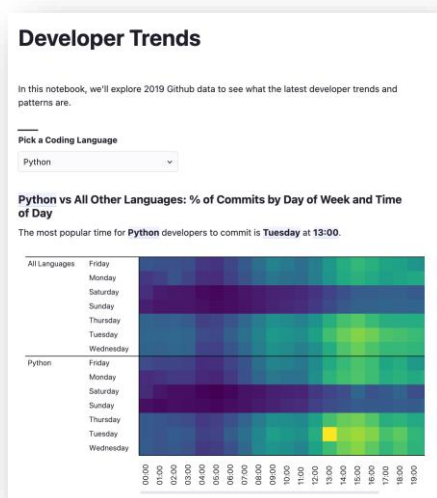 Developer Trends
In this notebook, we'll explore 2019 Github data to see what the latest developer trends and
patterns are.
Pick a Coding Language
Python
Python vs All Other Languages: % of Commits by Day of Week and Time
of Day
The most popular time for Python developers to commit is Tuesday at 13:00.
All Languages Friday
Monday
Saturday
Sunday
Thursday
Tuesday
Wednesday
Python Friday
Monday
Saturday
Sunday
Thursday
Tuesday
Wednesday
00:00 01:00 02:00 03:00 04:00 05:00 06:00 07:00 08:00 09:00 10:00 11:00 12:00 13:00 14:00 15:00 16:00 17:00 18:00 19:00